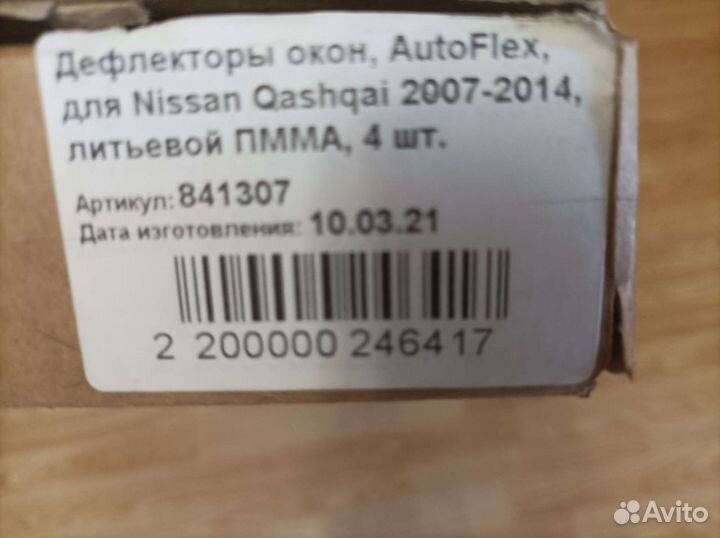 Дефлекторы окон, AutoFlex,
для Nissan Qashqai 2007-2014,
литьевой ПММА, 4 шт.
Артикул: 841307
Дата изготовления: 10.03.21
2 200000 246417
Avito